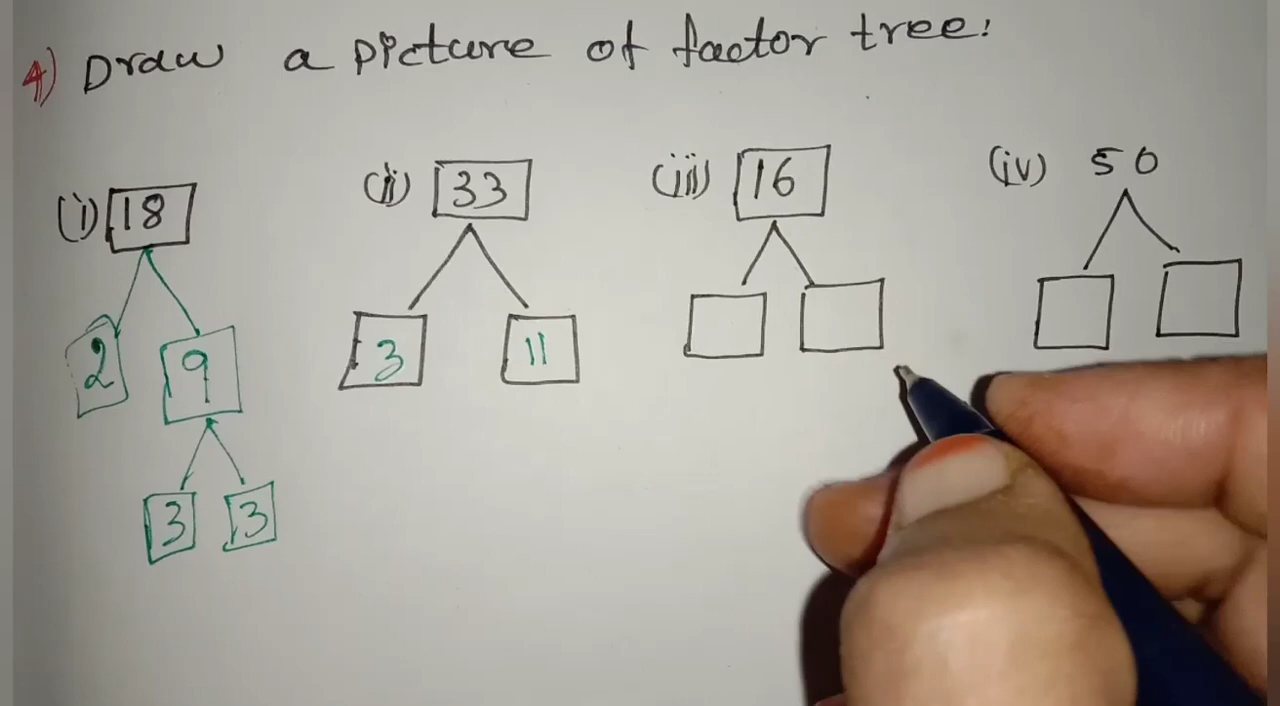 4) Draw a picture of factor tree:
(i) 18 (ii) 33 (iii) 16 (iv) 50
2 9 3 11
3 3